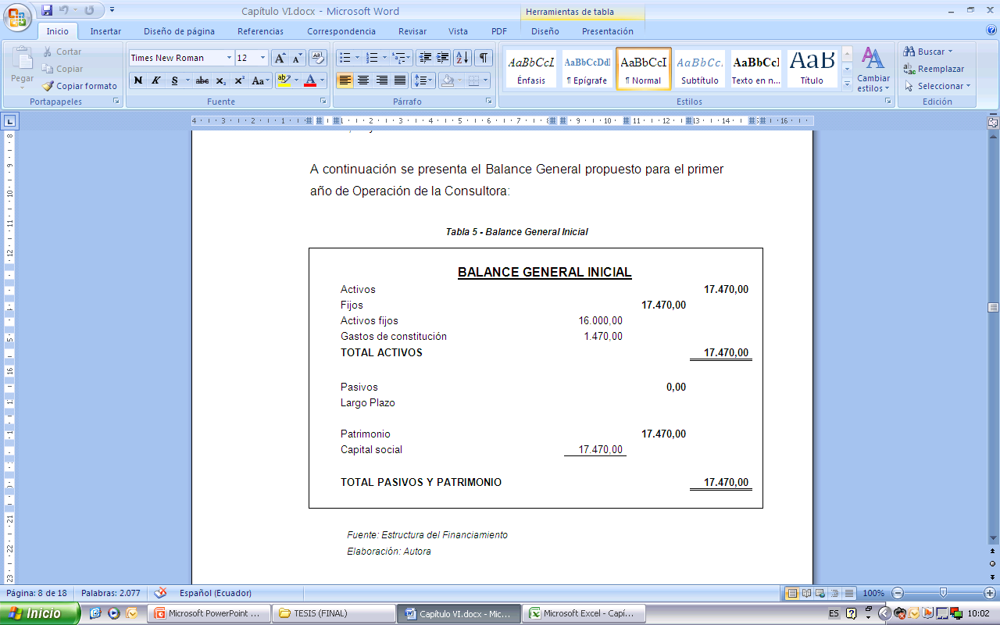 Capítulo VI.docx - Microsoft Word
Herramientas de tabla
Inicio Insertar Diseño de página Referencias Correspondencia Revisar Vista PDF Diseño Presentación
Pegar
Cortar
Copiar
Copiar formato
Portapapeles
Times New Roman 12
N K S abc x₂ x² Aa
Fuente
Párrafo
AaBbCcI AaBbCcDd AaBbCcI AaBbCc. AaBbCcl AaB
Énfasis ¶ Epígrafe ¶ Normal Subtítulo Texto en n... Título
Cambiar estilos
Estilos
Buscar
Reemplazar
Seleccionar
Edición
A continuación se presenta el Balance General propuesto para el primer
año de Operación de la Consultora:
Tabla 5 - Balance General Inicial
BALANCE GENERAL INICIAL
Activos 17.470,00
Fijos 17.470,00
Activos fijos 16.000,00
Gastos de constitución 1.470,00
TOTAL ACTIVOS 17.470,00
Pasivos 0,00
Largo Plazo
Patrimonio 17.470,00
Capital social 17.470,00
TOTAL PASIVOS Y PATRIMONIO 17.470,00
Fuente: Estructura del Financiamiento
Elaboración: Autora
Página: 8 de 18 Palabras: 2.077 Español (Ecuador) 100%
Inicio Microsoft PowerPoint ... TESIS (FINAL) Capítulo VI.docx - Mic... Microsoft Excel - Capí... ES 10:02